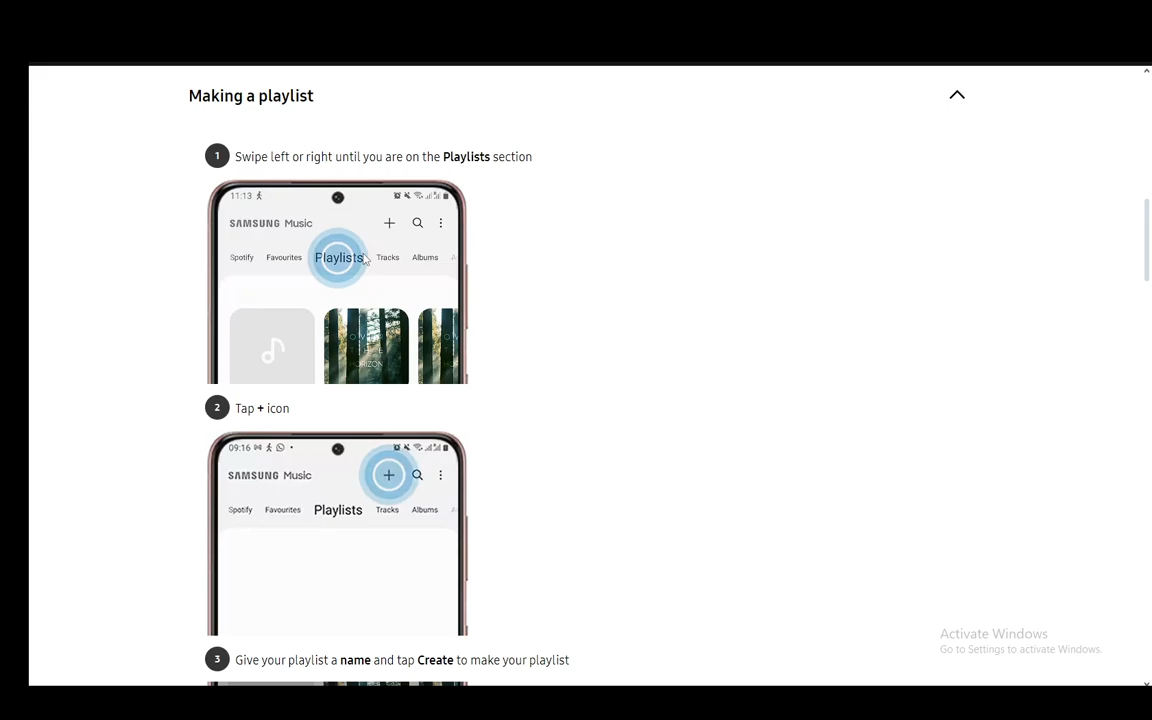 Making a playlist
1 Swipe left or right until you are on the Playlists section
11:13
SAMSUNG Music
Spotify Favourites Playlists Tracks Albums
HORIZON
2 Tap + icon
09:16
SAMSUNG Music
Spotify Favourites Playlists Tracks Albums
3 Give your playlist a name and tap Create to make your playlist
Activate Windows
Go to Settings to activate Windows.